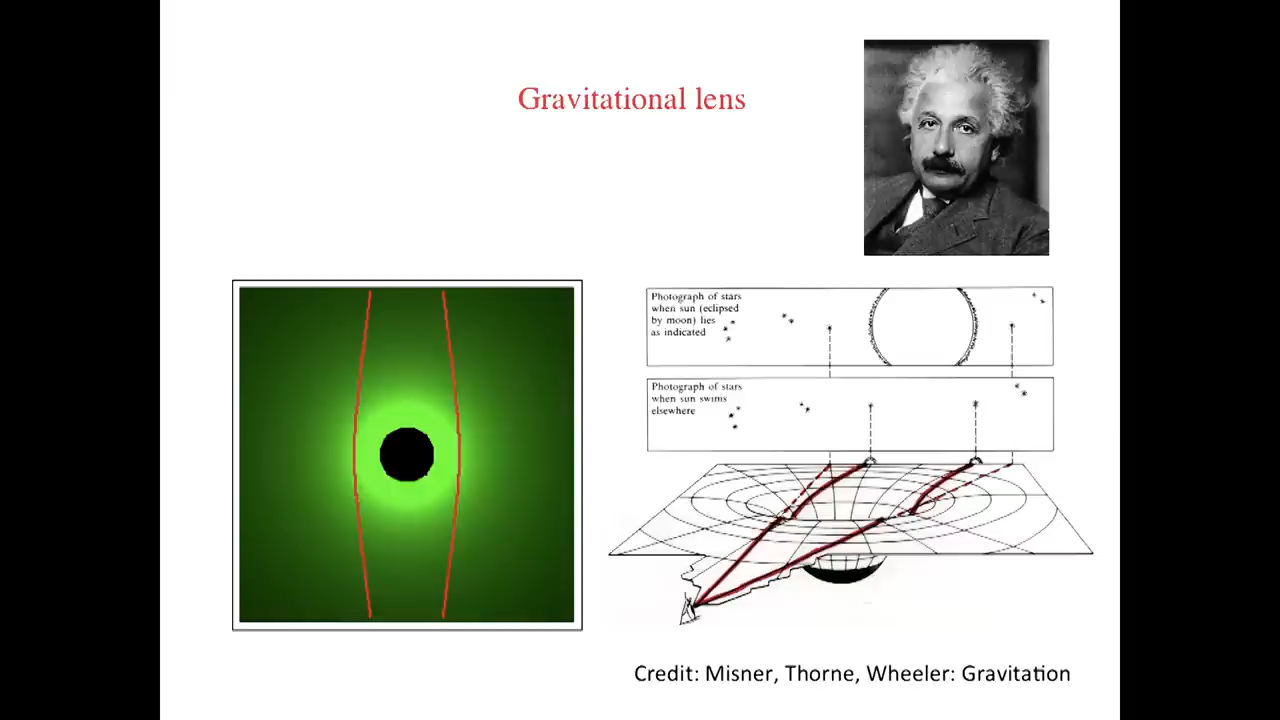 Gravitational lens
Photograph of stars
when sun (eclipsed
by moon) lies
as indicated
Photograph of stars
when sun swims
elsewhere
Credit: Misner, Thorne, Wheeler: Gravitation